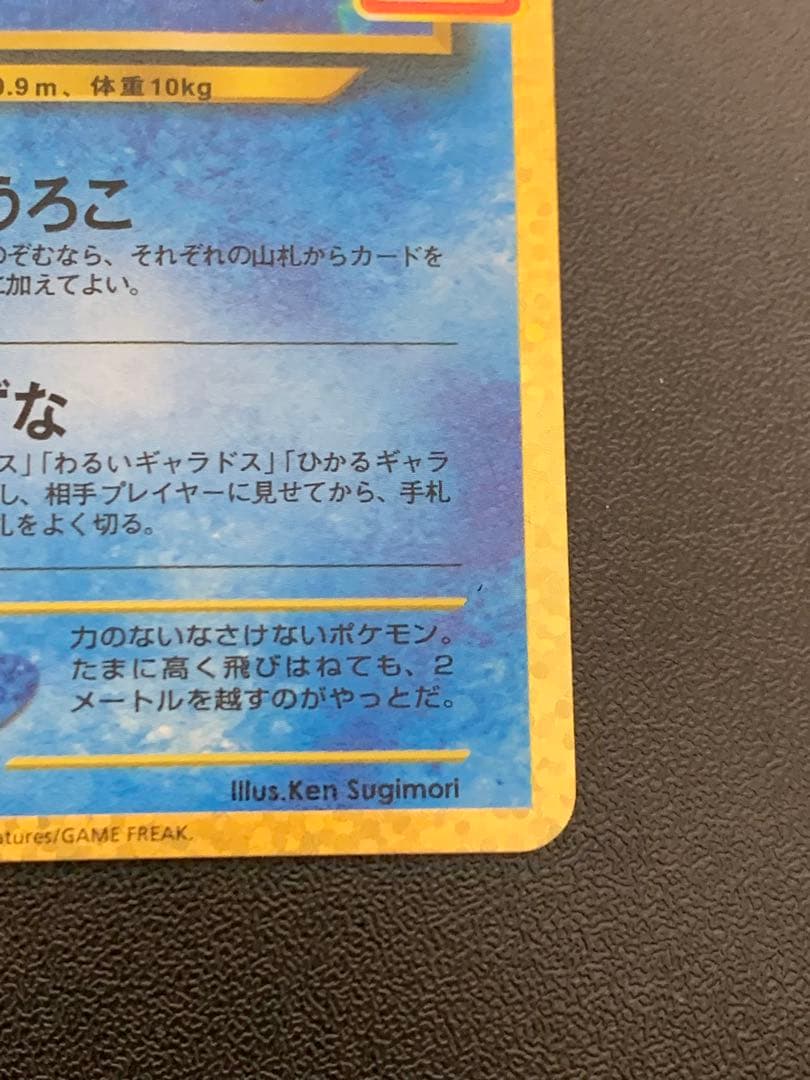 0.9m、体重10kg
うろこ
のぞむなら、それぞれの山札からカードを
に加えてよい。
な
ス」「わるいギャラドス」「ひかるギャラ
し、相手プレイヤーに見せてから、手札
札をよく切る。
力のないなさけないポケモン。
たまに高く飛びはねても、2
メートルを越すのがやっとだ。
Illus.Ken Sugimori
atures/GAME FREAK.